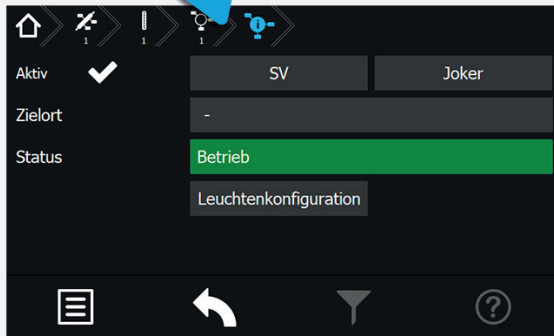 1 1 1
Aktiv SV Joker
Zielort -
Status Betrieb
Leuchtenkonfiguration